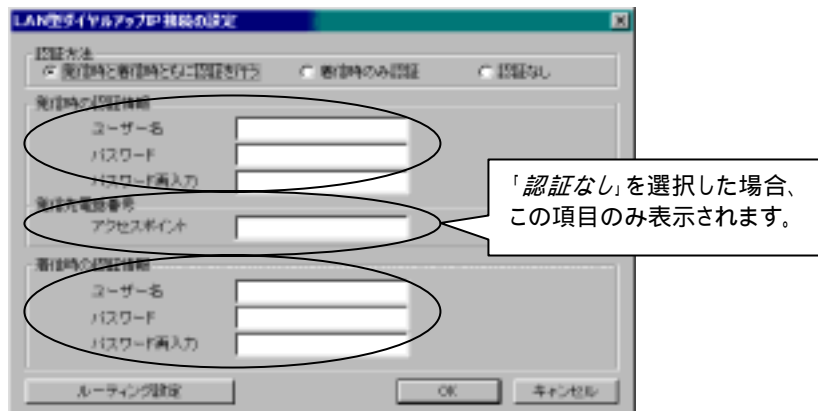 LAN型ダイヤルアップIP接続の設定
認証方法
発信時と着信時ともに認証を行う 着信時のみ認証 認証なし
発信時の認証情報
ユーザー名
パスワード
パスワード再入力
発信先電話番号
アクセスポイント
着信時の認証情報
ユーザー名
パスワード
パスワード再入力
ルーティング設定 OK キャンセル
「認証なし」を選択した場合、
この項目のみ表示されます。